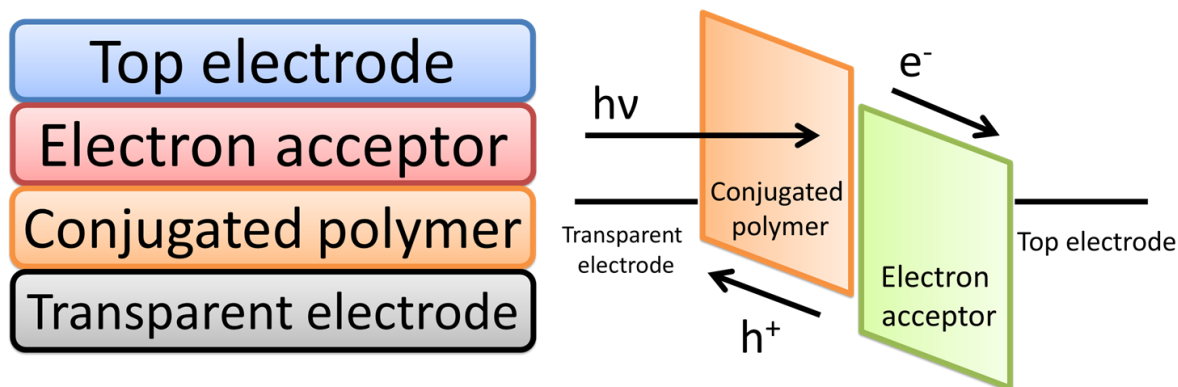 Top electrode
Electron acceptor
Conjugated polymer
Transparent electrode
hν
e⁻
Conjugated
polymer
Transparent
electrode
Top electrode
Electron
acceptor
h⁺